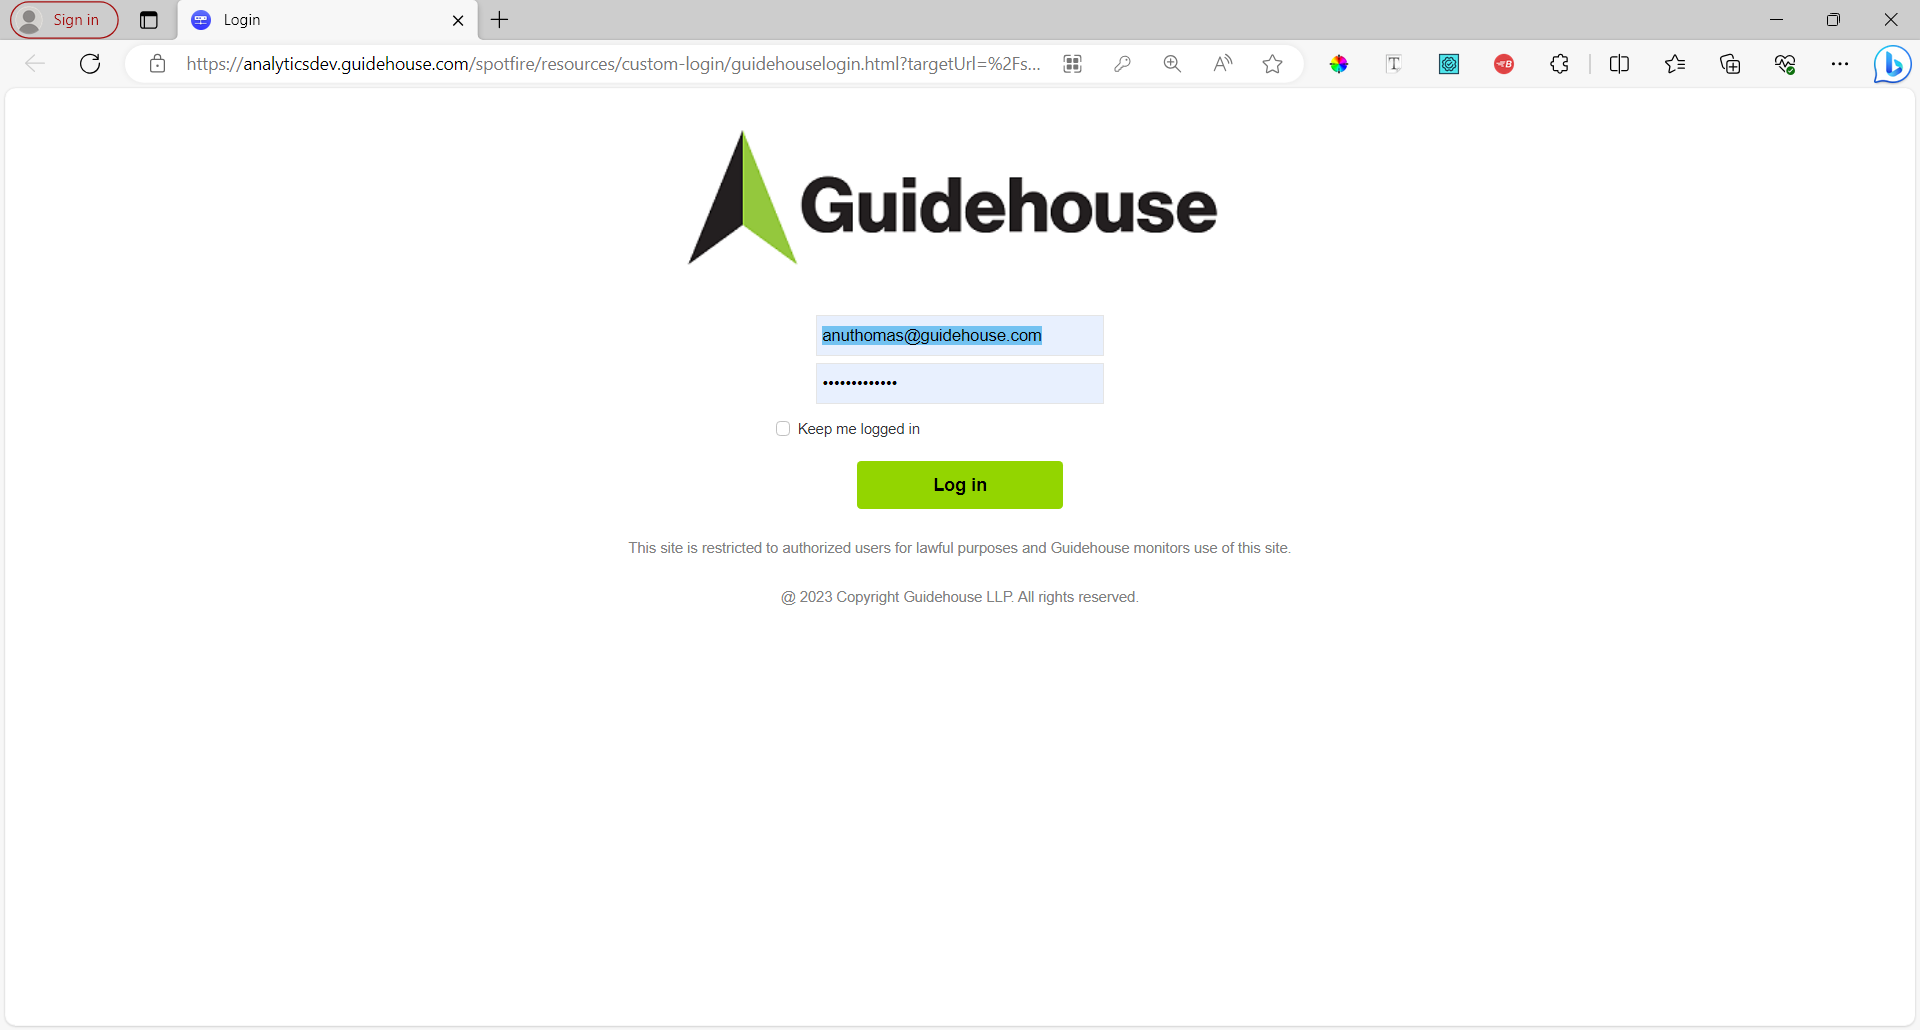 Sign in
Login
https://analyticsdev.guidehouse.com/spotfire/resources/custom-login/guidehouselogin.html?targetUrl=%2Fs...
Guidehouse
anuthomas@guidehouse.com
•••••••••••••
Keep me logged in
Log in
This site is restricted to authorized users for lawful purposes and Guidehouse monitors use of this site.
@ 2023 Copyright Guidehouse LLP. All rights reserved.